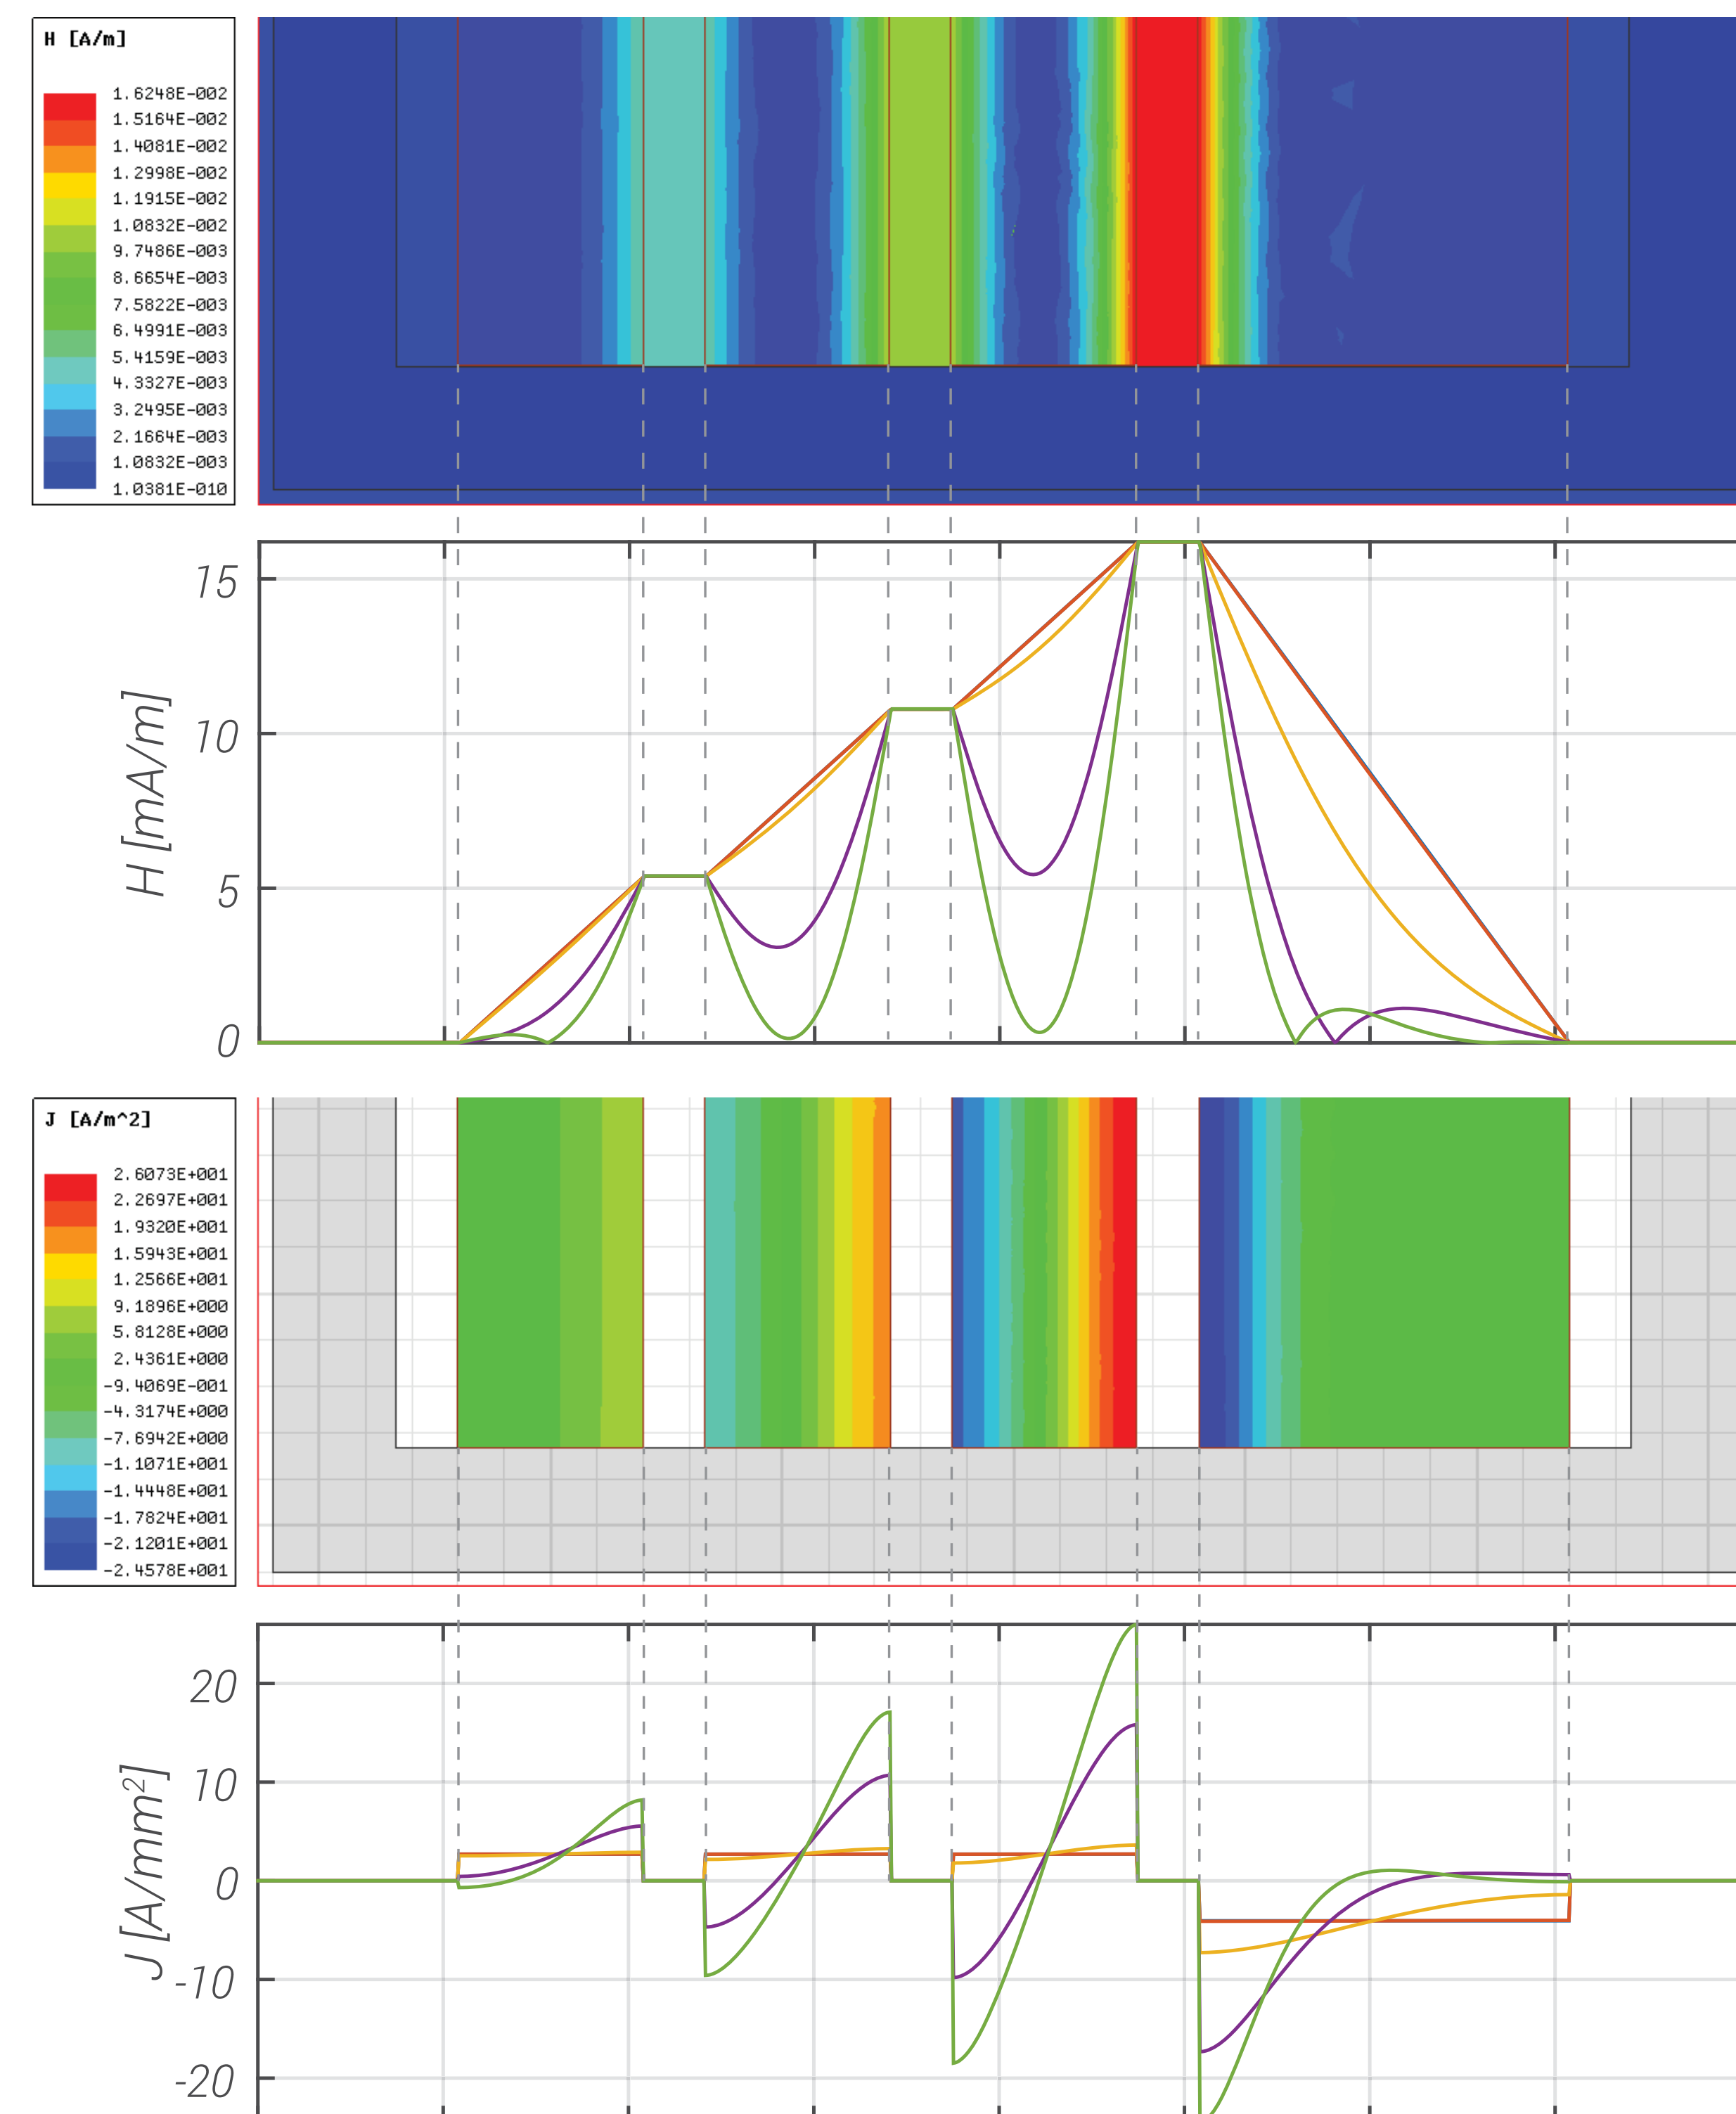 H [A/m]
1.6248E-002
1.5164E-002
1.4081E-002
1.2998E-002
1.1915E-002
1.0832E-002
9.7486E-003
8.6654E-003
7.5822E-003
6.4991E-003
5.4159E-003
4.3327E-003
3.2495E-003
2.1664E-003
1.0832E-003
1.0381E-010
15
10
5
0
H [mA/m]
J [A/m^2]
2.6073E+001
2.2697E+001
1.9320E+001
1.5943E+001
1.2566E+001
9.1896E+000
5.8128E+000
2.4361E+000
-9.4069E-001
-4.3174E+000
-7.6942E+000
-1.1071E+001
-1.4448E+001
-1.7824E+001
-2.1201E+001
-2.4578E+001
20
10
0
-10
-20
J [A/mm²]